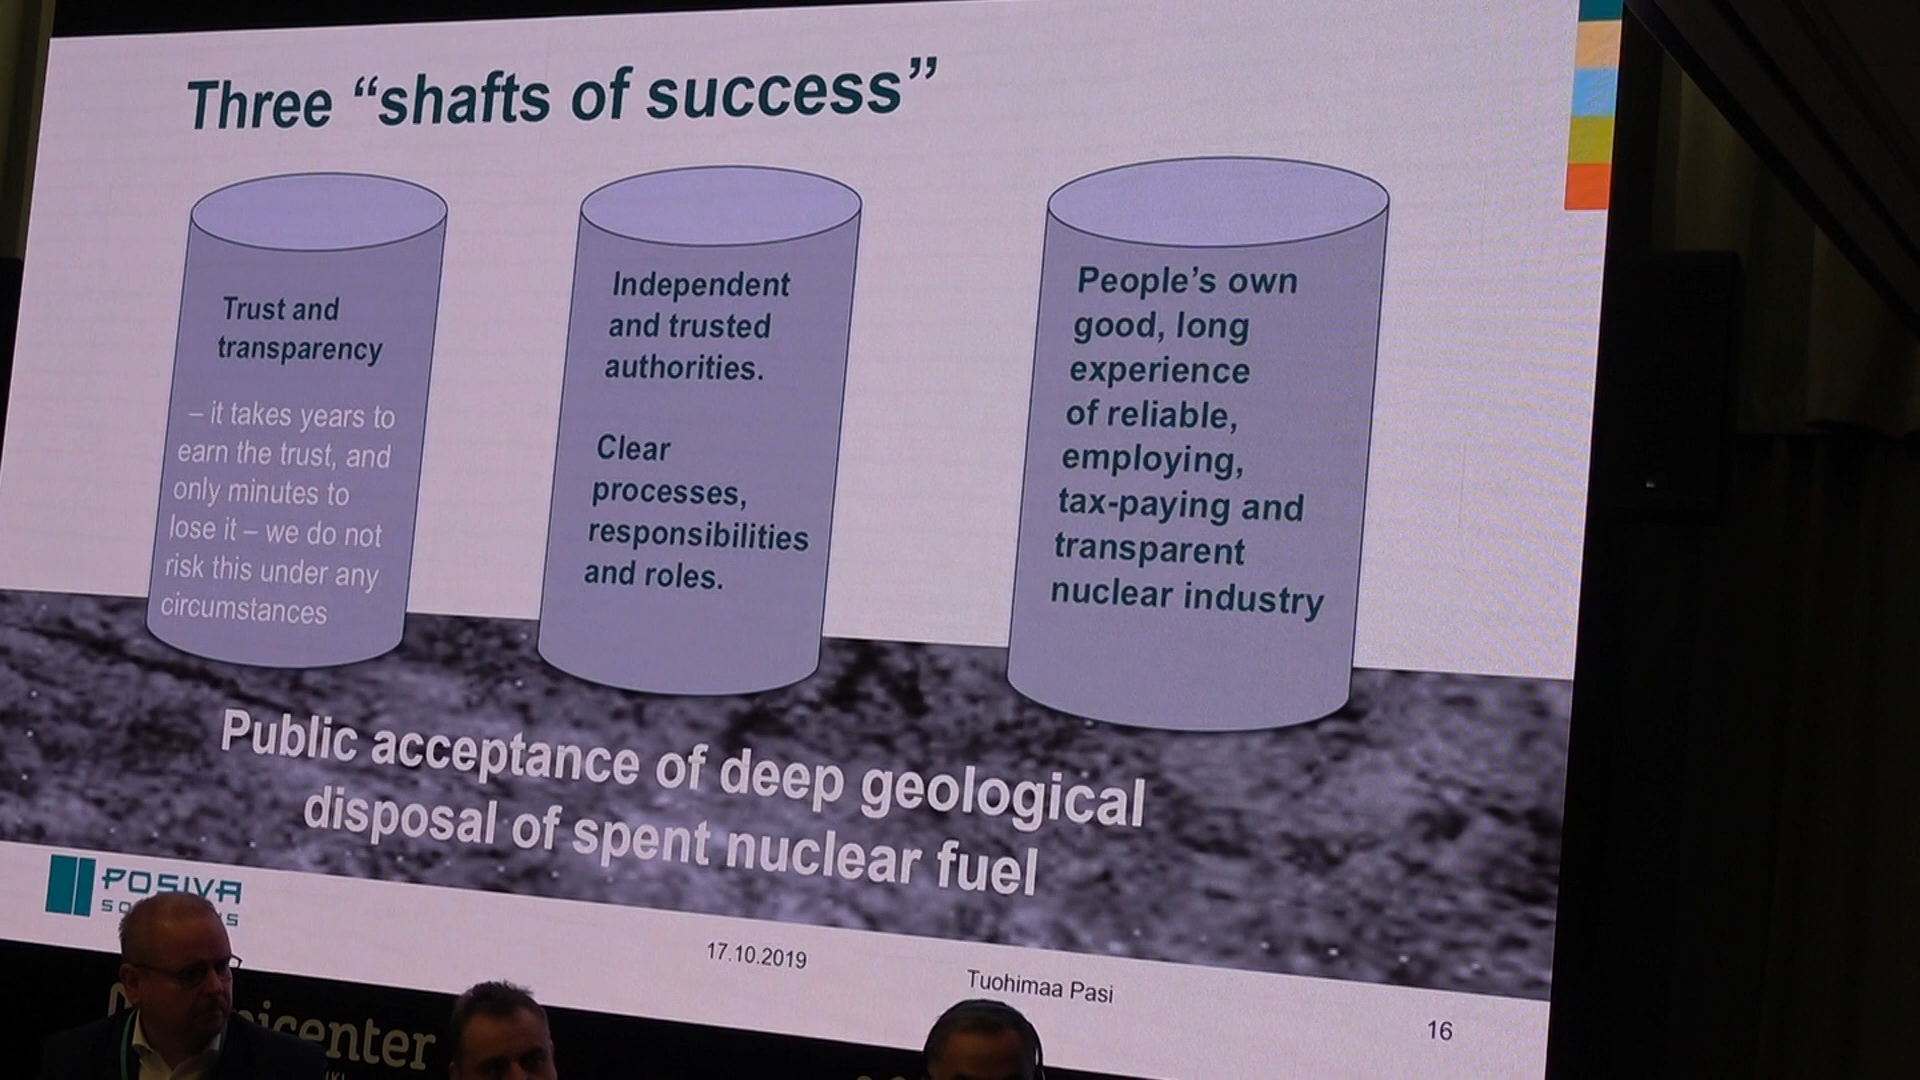 Three “shafts of success”
Trust and
transparency
– it takes years to
earn the trust, and
only minutes to
lose it – we do not
risk this under any
circumstances
Independent
and trusted
authorities.
Clear
processes,
responsibilities
and roles.
People’s own
good, long
experience
of reliable,
employing,
tax-paying and
transparent
nuclear industry
Public acceptance of deep geological
disposal of spent nuclear fuel
POSIVA
17.10.2019
Tuohimaa Pasi
16